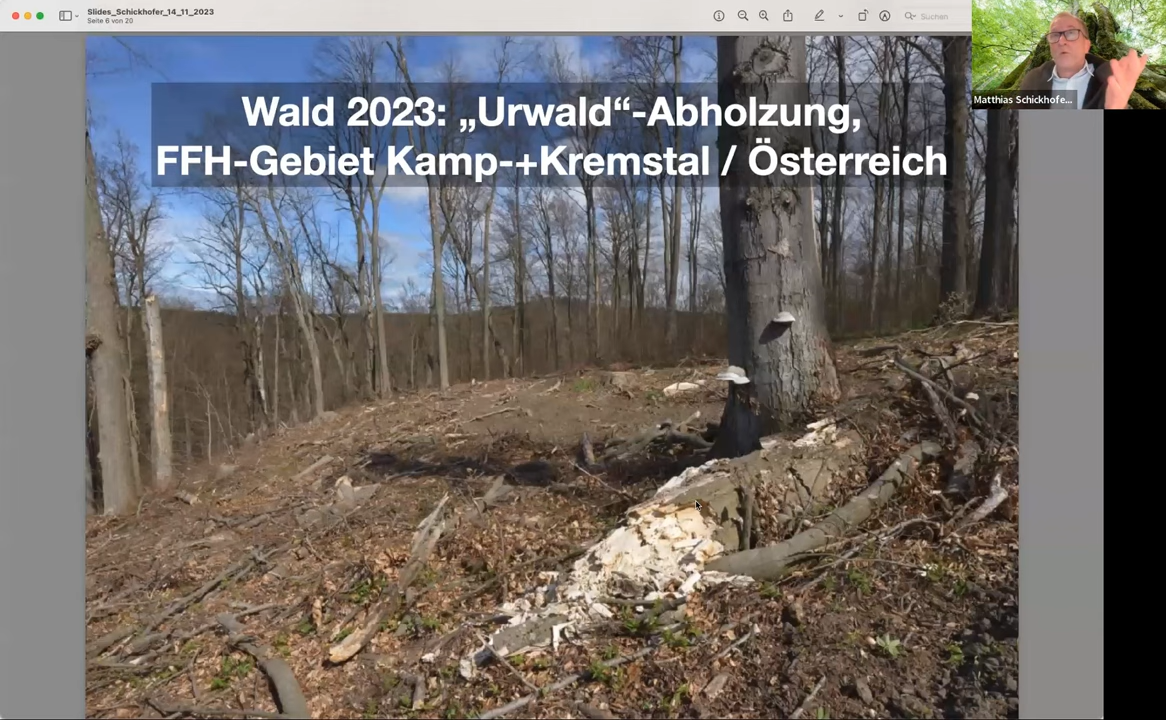 Slides_Schickhofer_14_11_2023
Seite 6 von 20
Suchen
Wald 2023: „Urwald“-Abholzung,
FFH-Gebiet Kamp-+Kremstal / Österreich
Matthias Schickhofe...